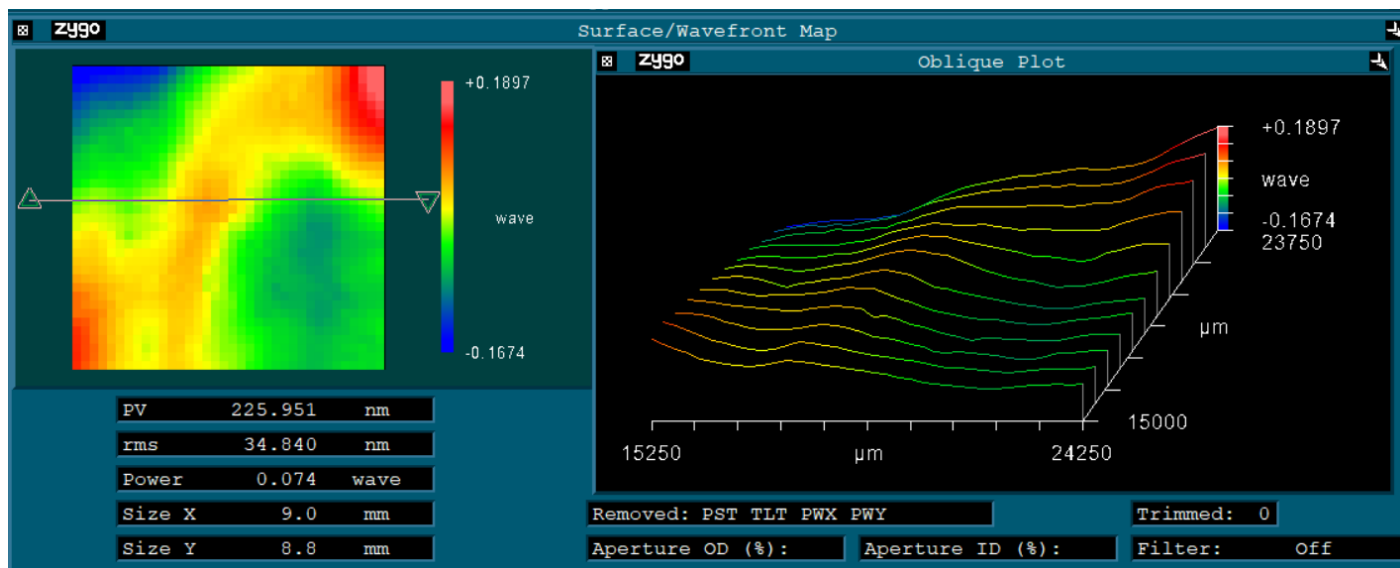 zygo Surface/Wavefront Map
+0.1897
wave
-0.1674
zygo Oblique Plot
+0.1897
wave
-0.1674
23750
µm
15000
15250 µm 24250
PV 225.951 nm
rms 34.840 nm
Power 0.074 wave
Size X 9.0 mm
Size Y 8.8 mm
Removed: PST TLT PWX PWY
Trimmed: 0
Aperture OD (%):
Aperture ID (%):
Filter: Off